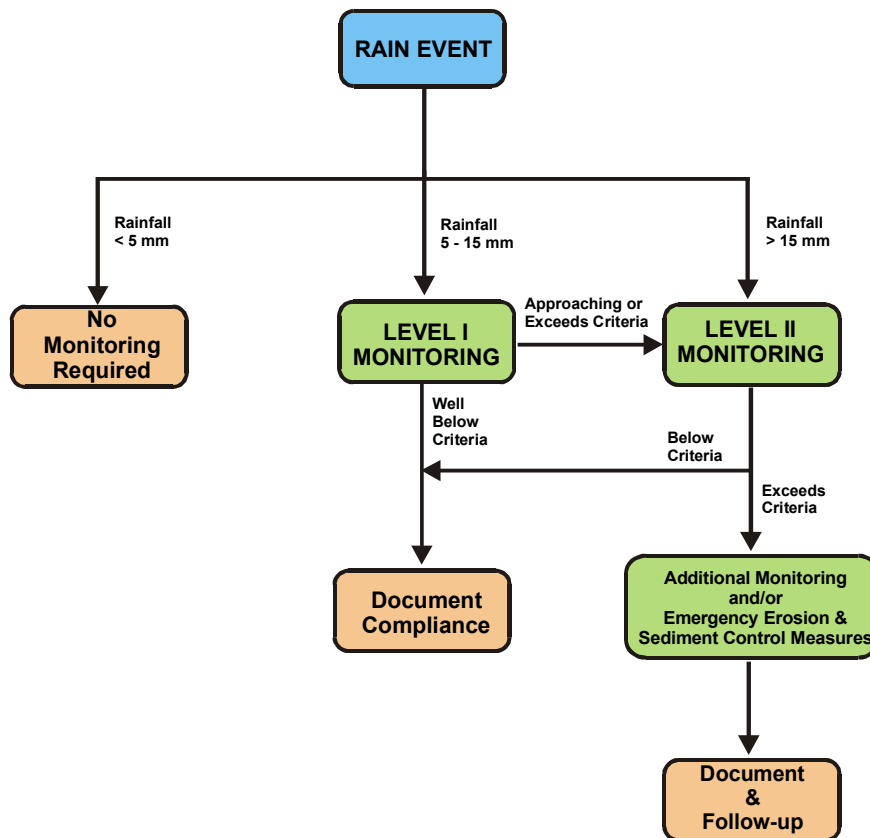 RAIN EVENT
Rainfall
< 5 mm
Rainfall
5 - 15 mm
Rainfall
> 15 mm
No
Monitoring
Required
LEVEL I
MONITORING
Approaching or
Exceeds Criteria
LEVEL II
MONITORING
Well
Below
Criteria
Below
Criteria
Exceeds
Criteria
Document
Compliance
Additional Monitoring
and/or
Emergency Erosion &
Sediment Control Measures
Document
&
Follow-up